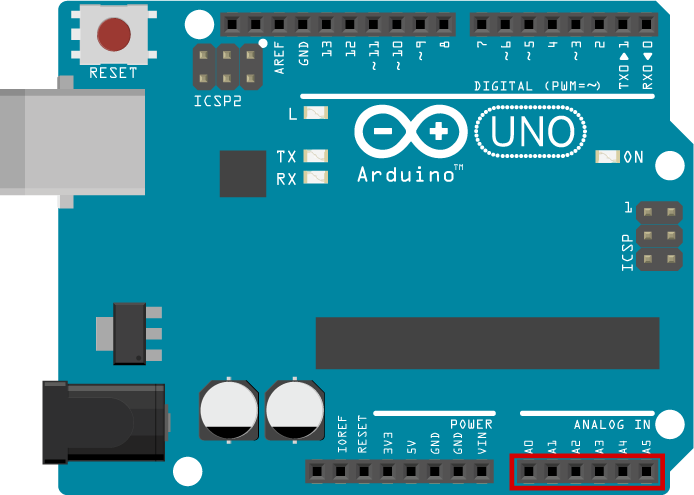 RESET
ICSP2
AREF
GND
13
12
~11
~10
~9
8
7
~6
~5
4
~3
2
TX0▶1
RX0◀0
DIGITAL (PWM=~)
L
TX
RX
Arduino™
UNO
ON
1
ICSP
IOREF
RESET
3V3
5V
GND
GND
VIN
POWER
ANALOG IN
A0
A1
A2
A3
A4
A5